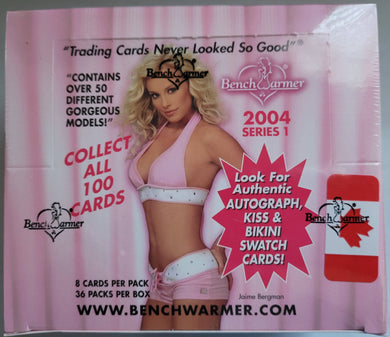 "Trading Cards Never Looked So Good"®
BenchWarmer
"CONTAINS
OVER 50
DIFFERENT
GORGEOUS
MODELS!"
BenchWarmer
2004
SERIES 1
COLLECT
ALL
100
CARDS
Look For
Authentic
AUTOGRAPH,
KISS &
BIKINI
SWATCH
CARDS!
BenchWarmer
BenchWarmer
8 CARDS PER PACK
36 PACKS PER BOX
Jaime Bergman
WWW.BENCHWARMER.COM